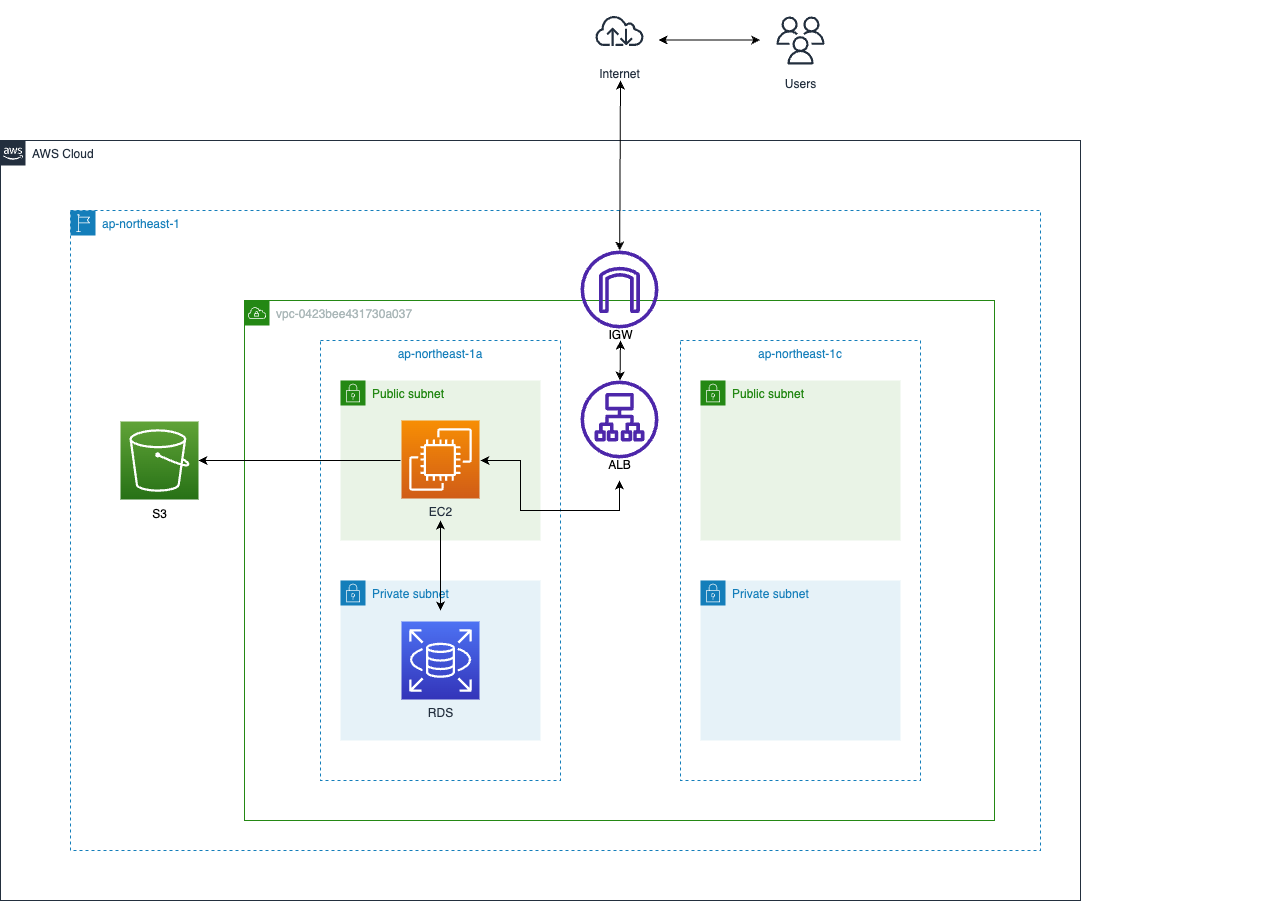 Internet
Users
aws
AWS Cloud
ap-northeast-1
vpc-0423bee431730a037
IGW
ap-northeast-1a
ap-northeast-1c
Public subnet
Public subnet
ALB
EC2
S3
Private subnet
Private subnet
RDS